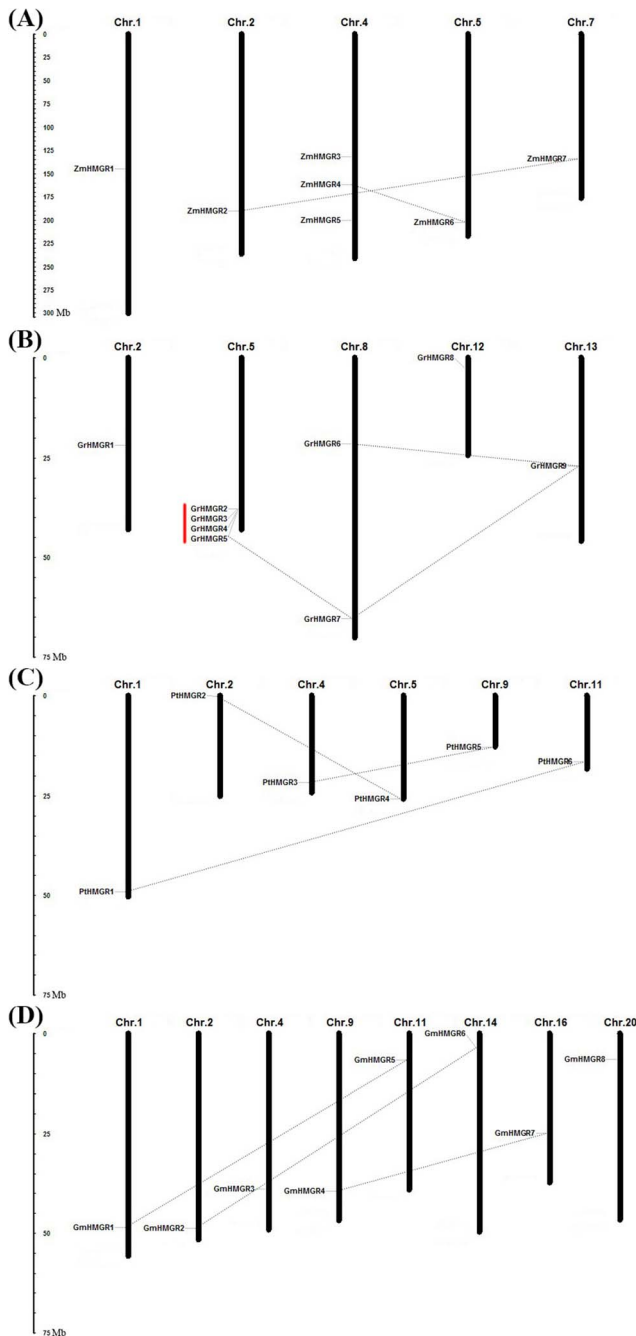 (A)
Chr.1 Chr.2 Chr.4 Chr.5 Chr.7
0
25
50
75
100
125
ZmHMGR3
ZmHMGR7
150
ZmHMGR1
ZmHMGR4
175
ZmHMGR2
200
ZmHMGR5 ZmHMGR6
225
250
275
300 Mb
(B)
Chr.2 Chr.5 Chr.8 Chr.12 Chr.13
0
GrHMGR8
GrHMGR1 GrHMGR6
25
GrHMGR9
GrHMGR2
GrHMGR3
GrHMGR4
GrHMGR5
50
GrHMGR7
75 Mb
(C)
Chr.1 Chr.2 Chr.4 Chr.5 Chr.9 Chr.11
0
PtHMGR2
PtHMGR5
PtHMGR6
PtHMGR3
25
PtHMGR4
50
PtHMGR1
75 Mb
(D)
Chr.1 Chr.2 Chr.4 Chr.9 Chr.11 Chr.14 Chr.16 Chr.20
0
GmHMGR6
GmHMGR5 GmHMGR8
25
GmHMGR7
GmHMGR3 GmHMGR4
50
GmHMGR1 GmHMGR2
75 Mb